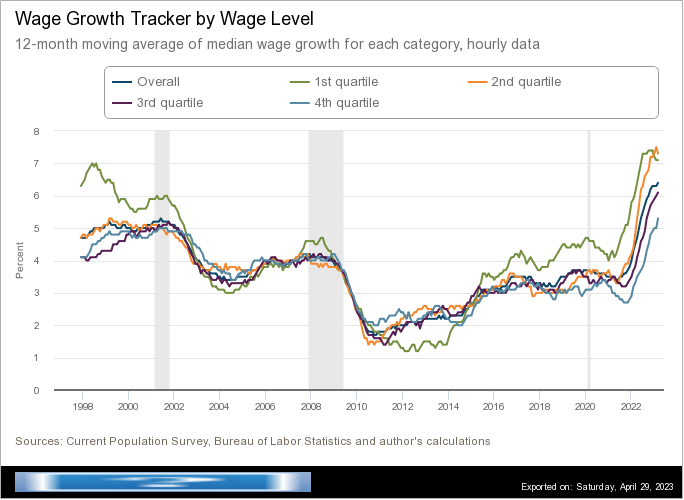 Wage Growth Tracker by Wage Level
12-month moving average of median wage growth for each category, hourly data
Overall 1st quartile 2nd quartile
3rd quartile 4th quartile
8
7
6
5
4
3
2
1
0
Percent
1998 2000 2002 2004 2006 2008 2010 2012 2014 2016 2018 2020 2022
Sources: Current Population Survey, Bureau of Labor Statistics and author's calculations
Exported on: Saturday, April 29, 2023